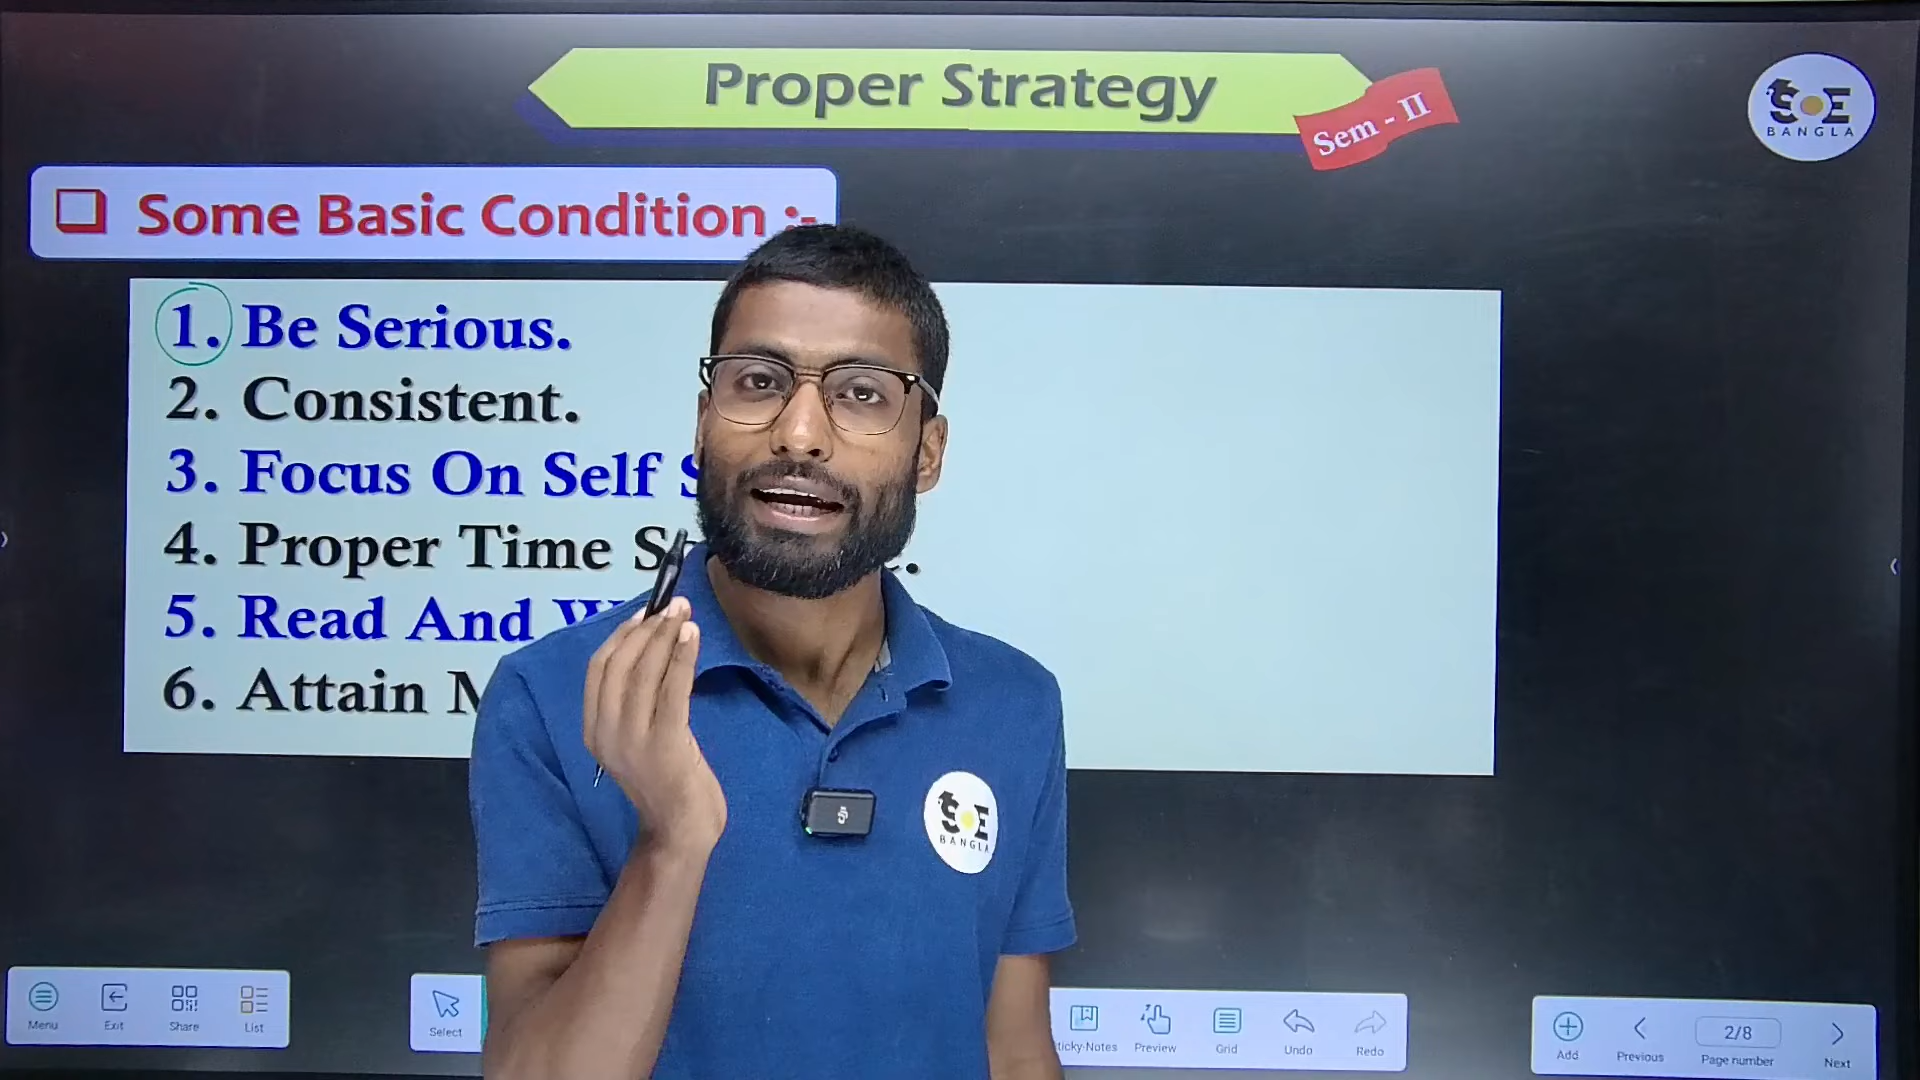 Proper Strategy
Sem - II
SOE
BANGLA
Some Basic Condition :-
1. Be Serious.
2. Consistent.
3. Focus On Self
4. Proper Time
5. Read And
6. Attain
SOE
BANGLA
Menu
Exit
Share
List
Select
Preview
Grid
Undo
Redo
Add
Previous
2/8
Page number
Next